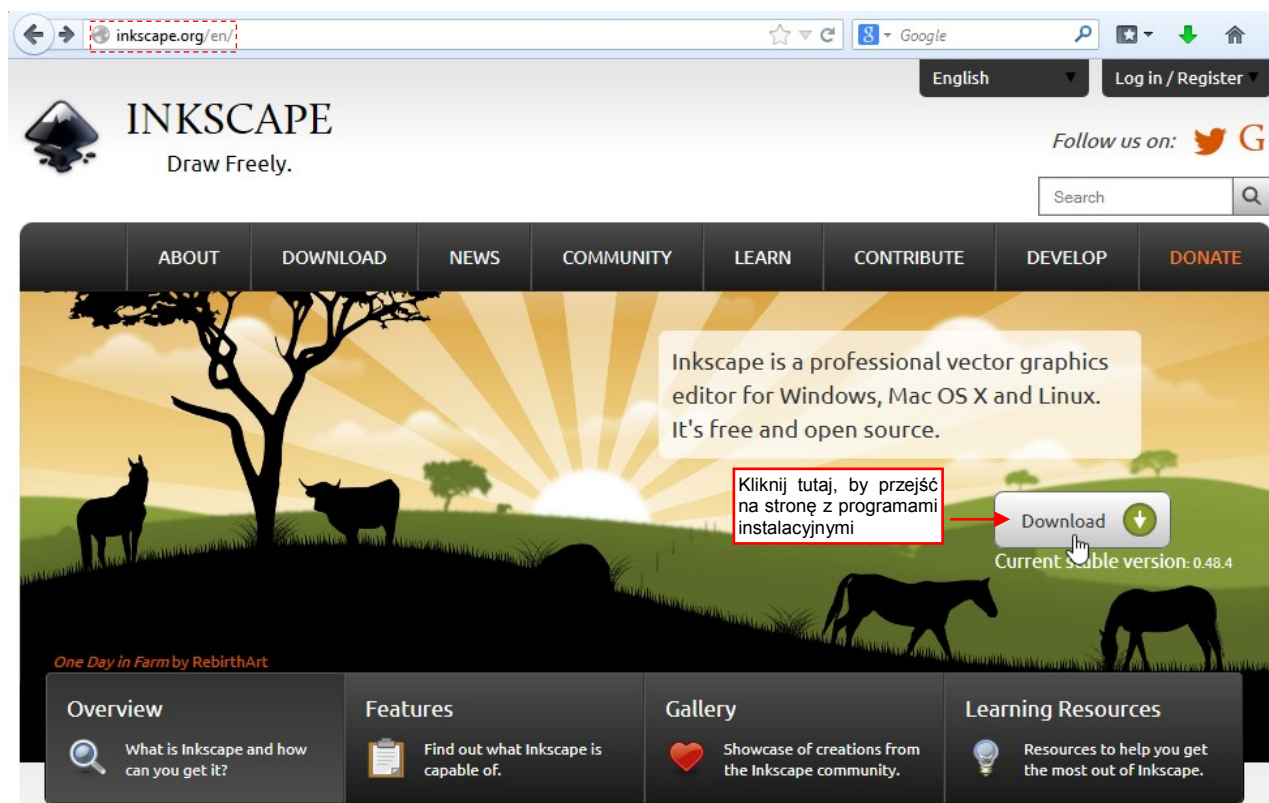 inkscape.org/en/
8 Google
English
Log in / Register
INKSCAPE
Draw Freely.
Follow us on: G
Search
ABOUT DOWNLOAD NEWS COMMUNITY LEARN CONTRIBUTE DEVELOP DONATE
Inkscape is a professional vector graphics
editor for Windows, Mac OS X and Linux.
It's free and open source.
Kliknij tutaj, by przejść
na stronę z programami
instalacyjnymi
Download
Current stable version: 0.48.4
One Day in Farm by RebirthArt
Overview
What is Inkscape and how
can you get it?
Features
Find out what Inkscape is
capable of.
Gallery
Showcase of creations from
the Inkscape community.
Learning Resources
Resources to help you get
the most out of Inkscape.